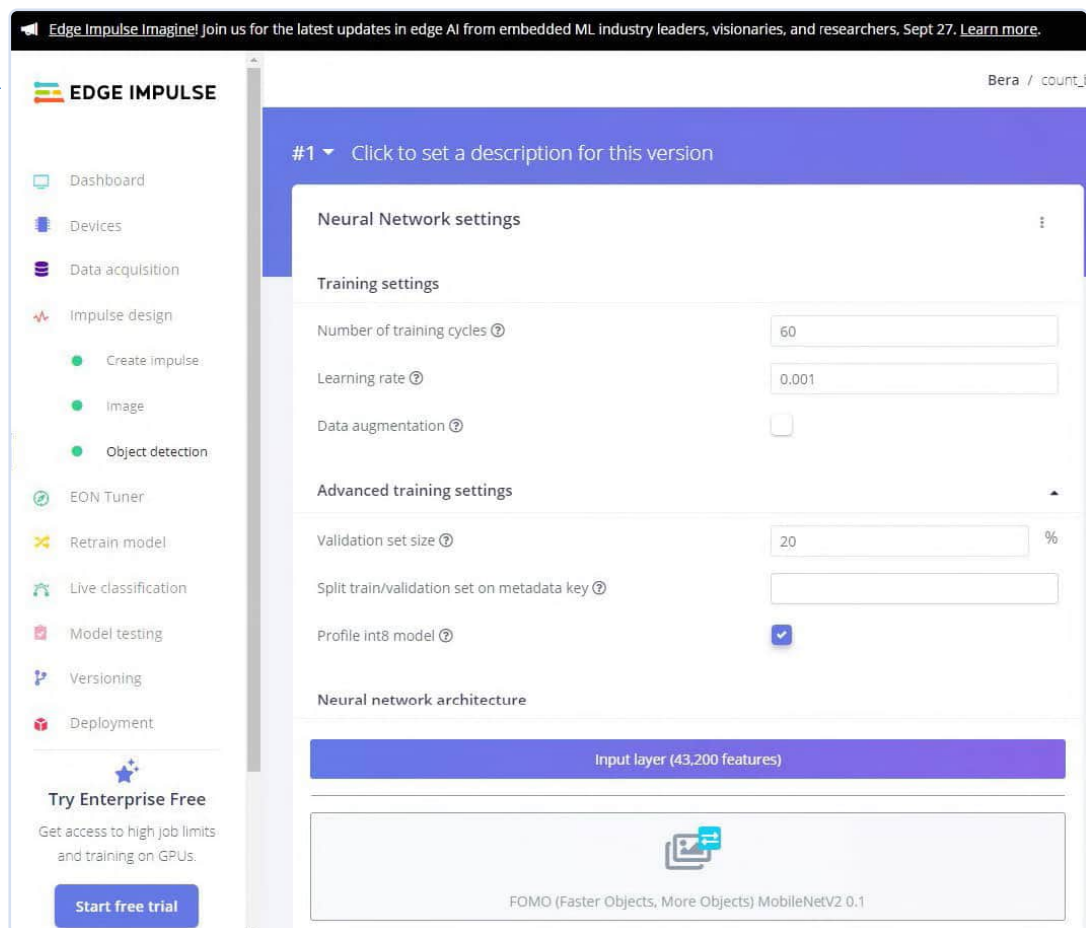 Edge Impulse Imagine! Join us for the latest updates in edge AI from embedded ML industry leaders, visionaries, and researchers, Sept 27. Learn more.
EDGE IMPULSE
Bera /
#1 Click to set a description for this version
Dashboard
Devices
Data acquisition
Impulse design
Create impulse
Image
Object detection
EON Tuner
Retrain model
Live classification
Model testing
Versioning
Deployment
Try Enterprise Free
Get access to high job limits
and training on GPUs.
Start free trial
Neural Network settings
Training settings
Number of training cycles
60
Learning rate
0.001
Data augmentation
Advanced training settings
Validation set size
20 %
Split train/validation set on metadata key
Profile int8 model
Neural network architecture
Input layer (43,200 features)
FOMO (Faster Objects, More Objects) MobileNetV2 0.1